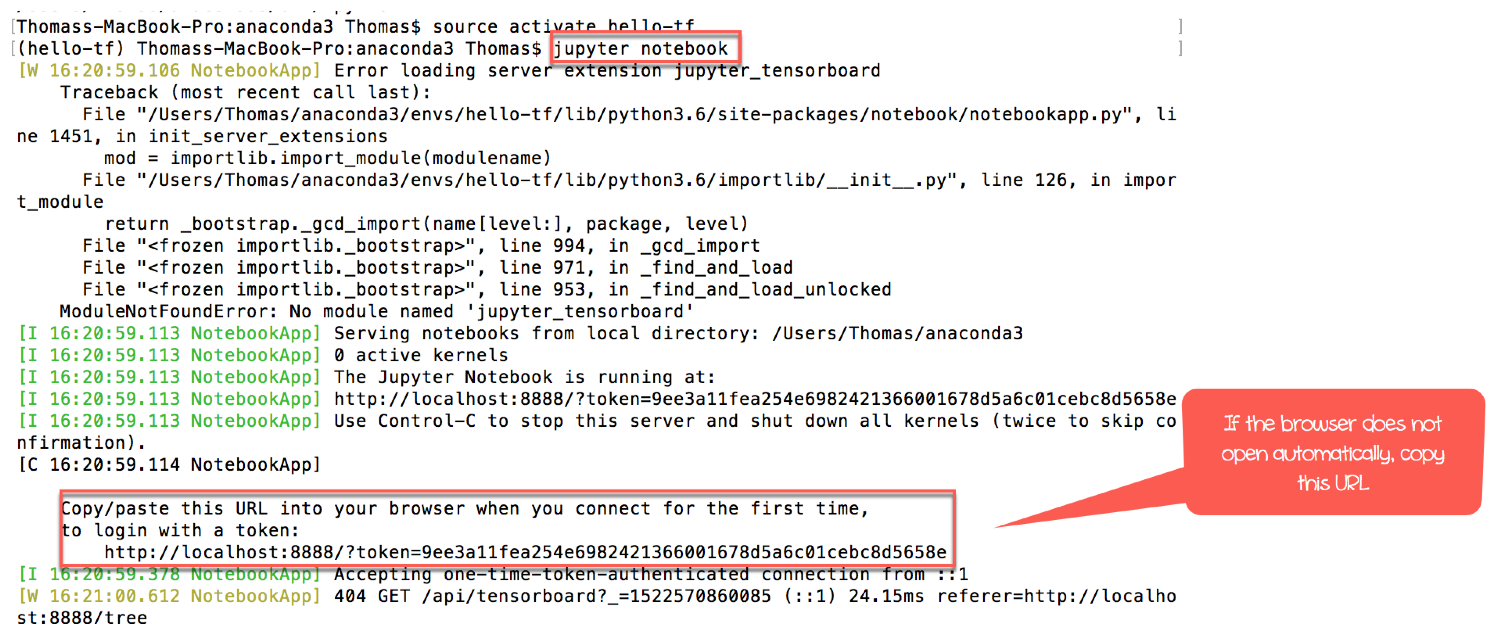 [Thomass-MacBook-Pro:anaconda3 Thomas$ source activate hello-tf ]
[(hello-tf) Thomass-MacBook-Pro:anaconda3 Thomas$ jupyter notebook ]
[W 16:20:59.106 NotebookApp] Error loading server extension jupyter_tensorboard
Traceback (most recent call last):
File "/Users/Thomas/anaconda3/envs/hello-tf/lib/python3.6/site-packages/notebook/notebookapp.py", li
ne 1451, in init_server_extensions
mod = importlib.import_module(modulename)
File "/Users/Thomas/anaconda3/envs/hello-tf/lib/python3.6/importlib/__init__.py", line 126, in impor
t_module
return _bootstrap._gcd_import(name[level:], package, level)
File "<frozen importlib._bootstrap>", line 994, in _gcd_import
File "<frozen importlib._bootstrap>", line 971, in _find_and_load
File "<frozen importlib._bootstrap>", line 953, in _find_and_load_unlocked
ModuleNotFoundError: No module named 'jupyter_tensorboard'
[I 16:20:59.113 NotebookApp] Serving notebooks from local directory: /Users/Thomas/anaconda3
[I 16:20:59.113 NotebookApp] 0 active kernels
[I 16:20:59.113 NotebookApp] The Jupyter Notebook is running at:
[I 16:20:59.113 NotebookApp] http://localhost:8888/?token=9ee3a11fea254e6982421366001678d5a6c01cebc8d5658e
[I 16:20:59.113 NotebookApp] Use Control-C to stop this server and shut down all kernels (twice to skip co
nfirmation).
[C 16:20:59.114 NotebookApp]
Copy/paste this URL into your browser when you connect for the first time,
to login with a token:
http://localhost:8888/?token=9ee3a11fea254e6982421366001678d5a6c01cebc8d5658e
[I 16:20:59.378 NotebookApp] Accepting one-time-token-authenticated connection from ::1
[W 16:21:00.612 NotebookApp] 404 GET /api/tensorboard?_=1522570860085 (::1) 24.15ms referer=http://localho
st:8888/tree
If the browser does not
open automatically, copy
this URL